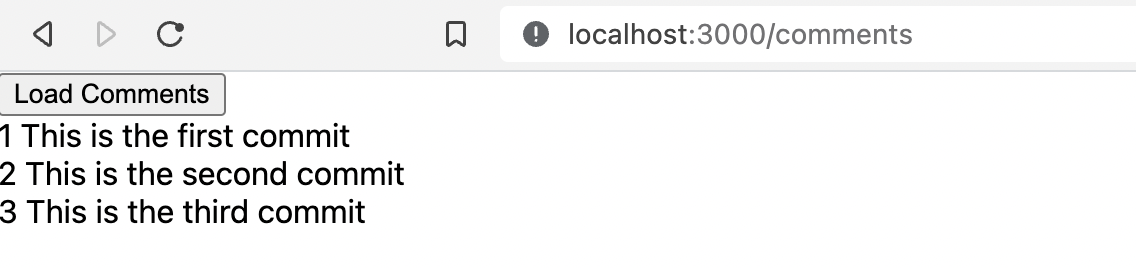 localhost:3000/comments
Load Comments
1 This is the first commit
2 This is the second commit
3 This is the third commit